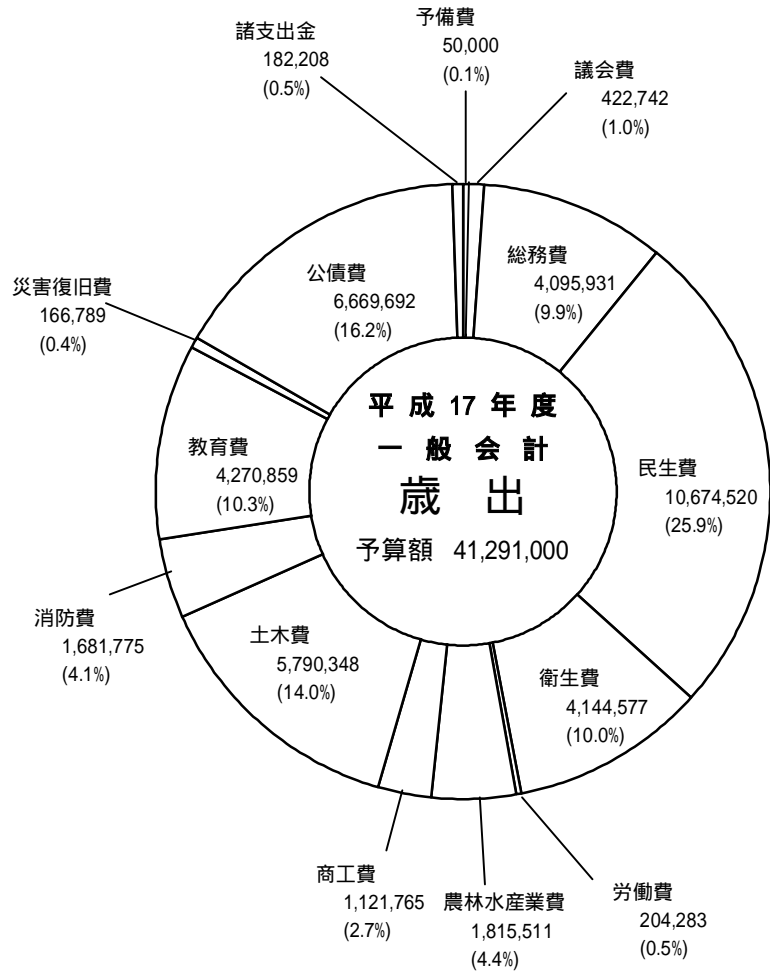 諸支出金
182,208
(0.5%)
予備費
50,000
(0.1%)
議会費
422,742
(1.0%)
総務費
4,095,931
(9.9%)
民生費
10,674,520
(25.9%)
衛生費
4,144,577
(10.0%)
労働費
204,283
(0.5%)
農林水産業費
1,815,511
(4.4%)
商工費
1,121,765
(2.7%)
土木費
5,790,348
(14.0%)
消防費
1,681,775
(4.1%)
教育費
4,270,859
(10.3%)
災害復旧費
166,789
(0.4%)
公債費
6,669,692
(16.2%)
平成17年度
一般会計
歳出
予算額 41,291,000